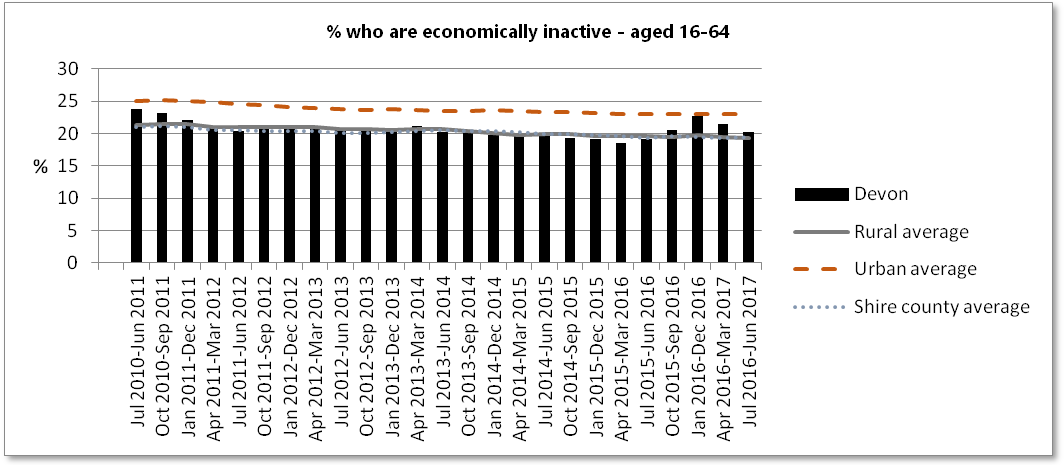 % who are economically inactive - aged 16-64
30
25
20
15
10
5
0
%
Jul 2010-Jun 2011
Oct 2010-Sep 2011
Jan 2011-Dec 2011
Apr 2011-Mar 2012
Jul 2011-Jun 2012
Oct 2011-Sep 2012
Jan 2012-Dec 2012
Apr 2012-Mar 2013
Jul 2012-Jun 2013
Oct 2012-Sep 2013
Jan 2013-Dec 2013
Apr 2013-Mar 2014
Jul 2013-Jun 2014
Oct 2013-Sep 2014
Jan 2014-Dec 2014
Apr 2014-Mar 2015
Jul 2014-Jun 2015
Oct 2014-Sep 2015
Jan 2015-Dec 2015
Apr 2015-Mar 2016
Jul 2015-Jun 2016
Oct 2015-Sep 2016
Jan 2016-Dec 2016
Apr 2016-Mar 2017
Jul 2016-Jun 2017
Devon
Rural average
Urban average
Shire county average